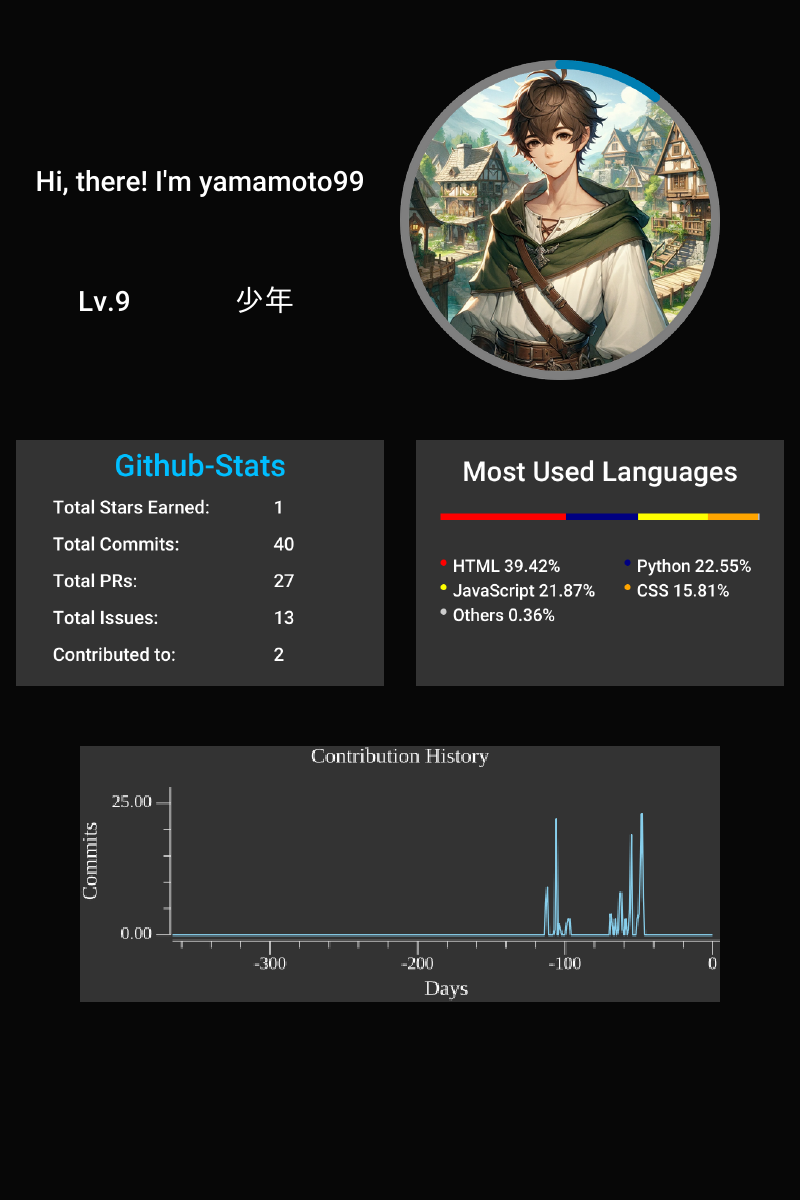 Hi, there! I'm yamamoto99
Lv.9 少年
Github-Stats
Total Stars Earned: 1
Total Commits: 40
Total PRs: 27
Total Issues: 13
Contributed to: 2
Most Used Languages
HTML 39.42% Python 22.55%
JavaScript 21.87% CSS 15.81%
Others 0.36%
Contribution History
25.00
Commits
0.00
-300 -200 -100 0
Days